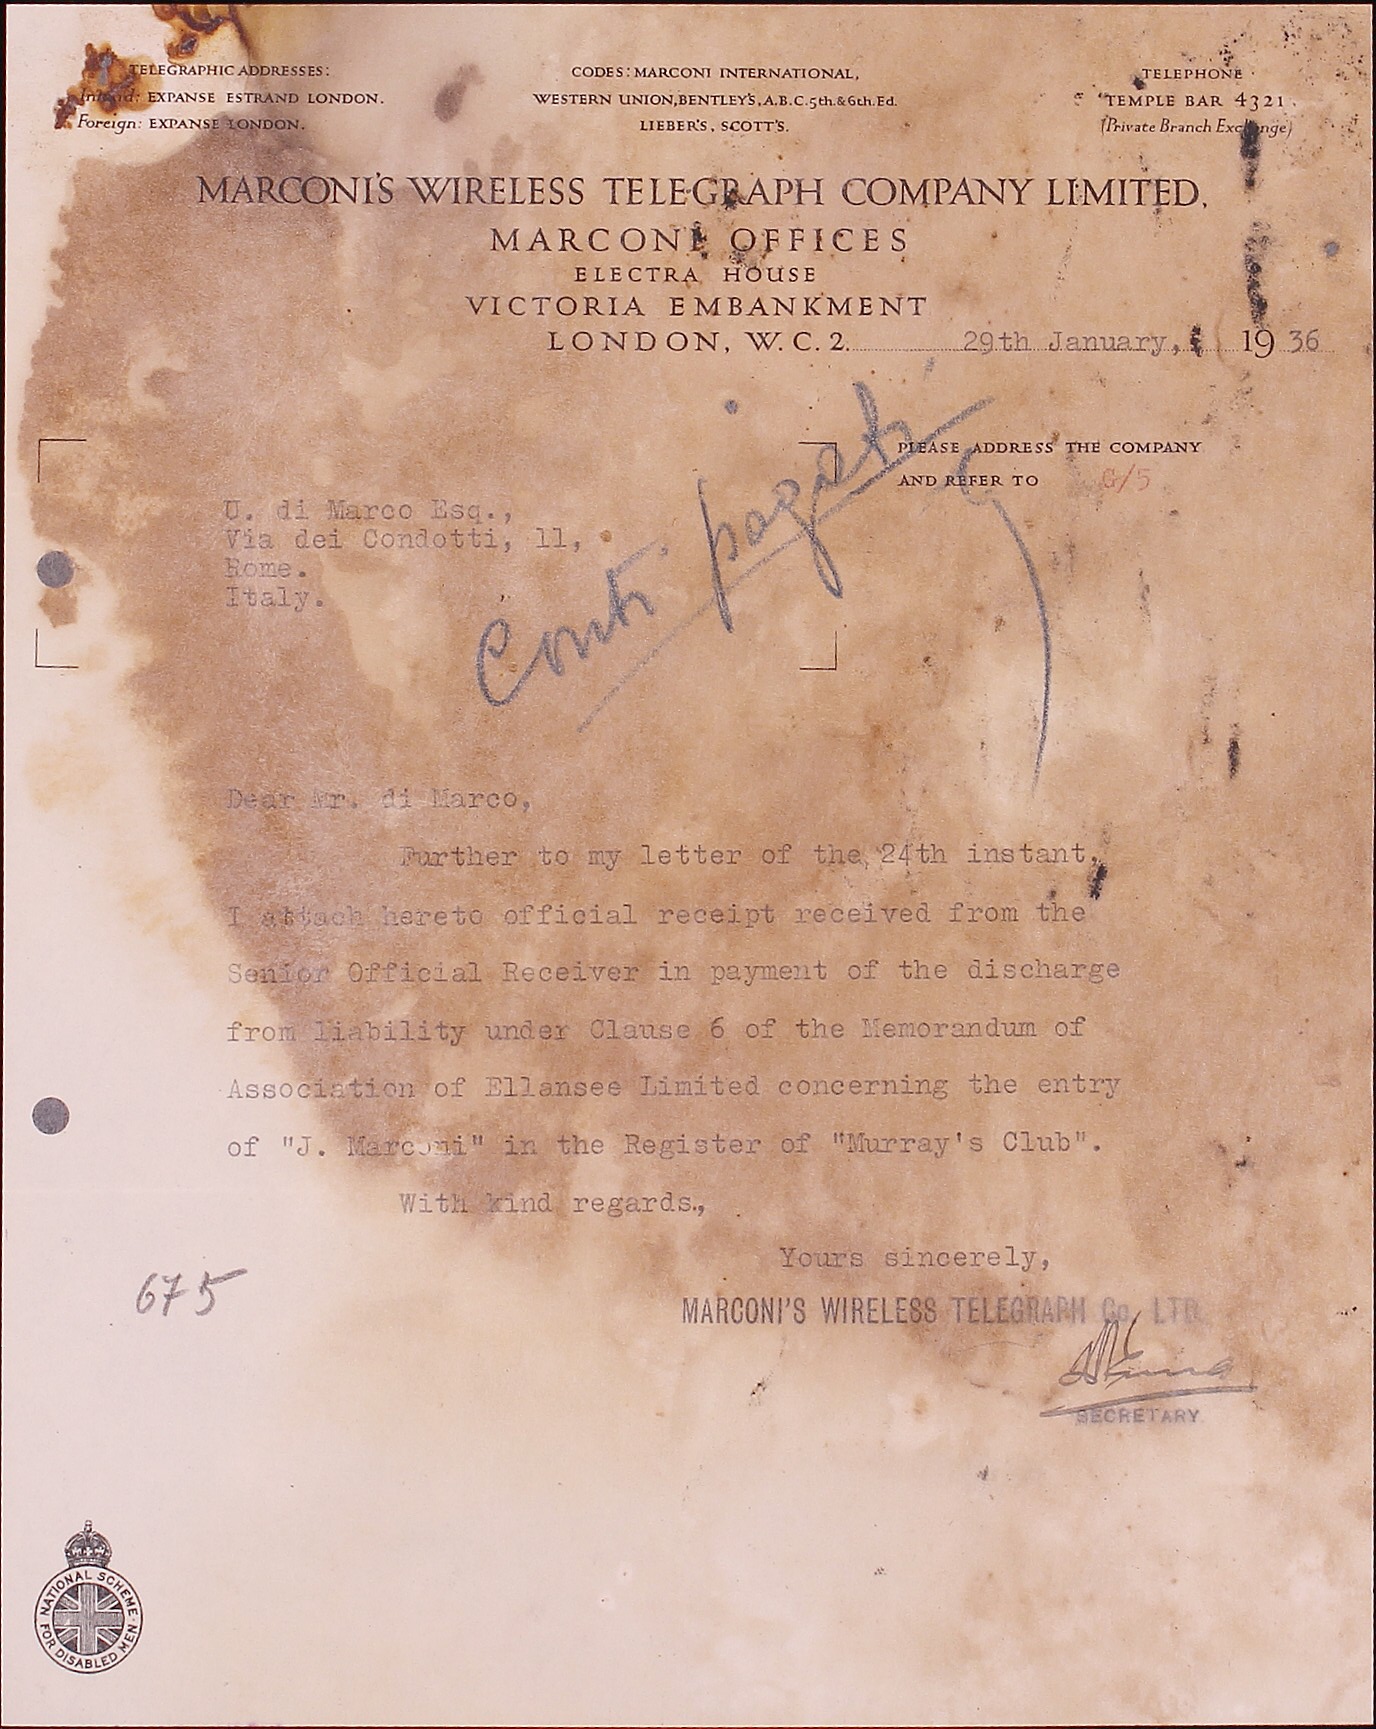 TELEGRAPHIC ADDRESSES:
Inland: EXPANSE ESTRAND LONDON.
Foreign: EXPANSE LONDON.
CODES: MARCONI INTERNATIONAL,
WESTERN UNION, BENTLEY'S, A.B.C. 5th. & 6th. Ed.
LIEBER'S, SCOTT'S.
TELEPHONE
TEMPLE BAR 4321.
(Private Branch Exchange)
MARCONI'S WIRELESS TELEGRAPH COMPANY LIMITED,
MARCONI OFFICES
ELECTRA HOUSE
VICTORIA EMBANKMENT
LONDON, W.C. 2. 29th January, 1936
PLEASE ADDRESS THE COMPANY
AND REFER TO G/5
Conti pagati
U. di Marco Esq.,
Via dei Condotti, 11,
Rome.
Italy.
Dear Mr. di Marco,
Further to my letter of the 24th instant,
I attach hereto official receipt received from the
Senior Official Receiver in payment of the discharge
from liability under Clause 6 of the Memorandum of
Association of Ellansee Limited concerning the entry
of "J. Marconi" in the Register of "Murray's Club".
With kind regards.,
Yours sincerely,
MARCONI'S WIRELESS TELEGRAPH Co. LTD.
SECRETARY
675
NATIONAL SCHEME
FOR DISABLED MEN